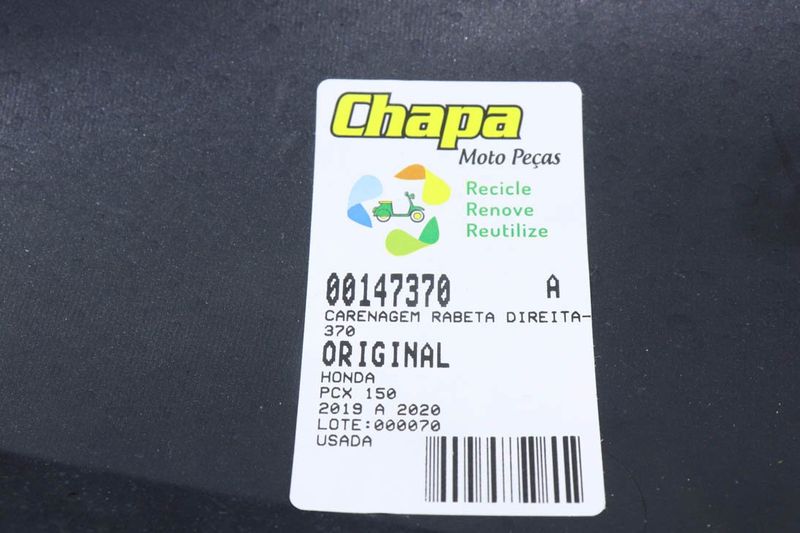 Chapa
Moto Peças
Recicle
Renove
Reutilize
00147370 A
CARENAGEM RABETA DIREITA-
370
ORIGINAL
HONDA
PCX 150
2019 A 2020
LOTE:000070
USADA